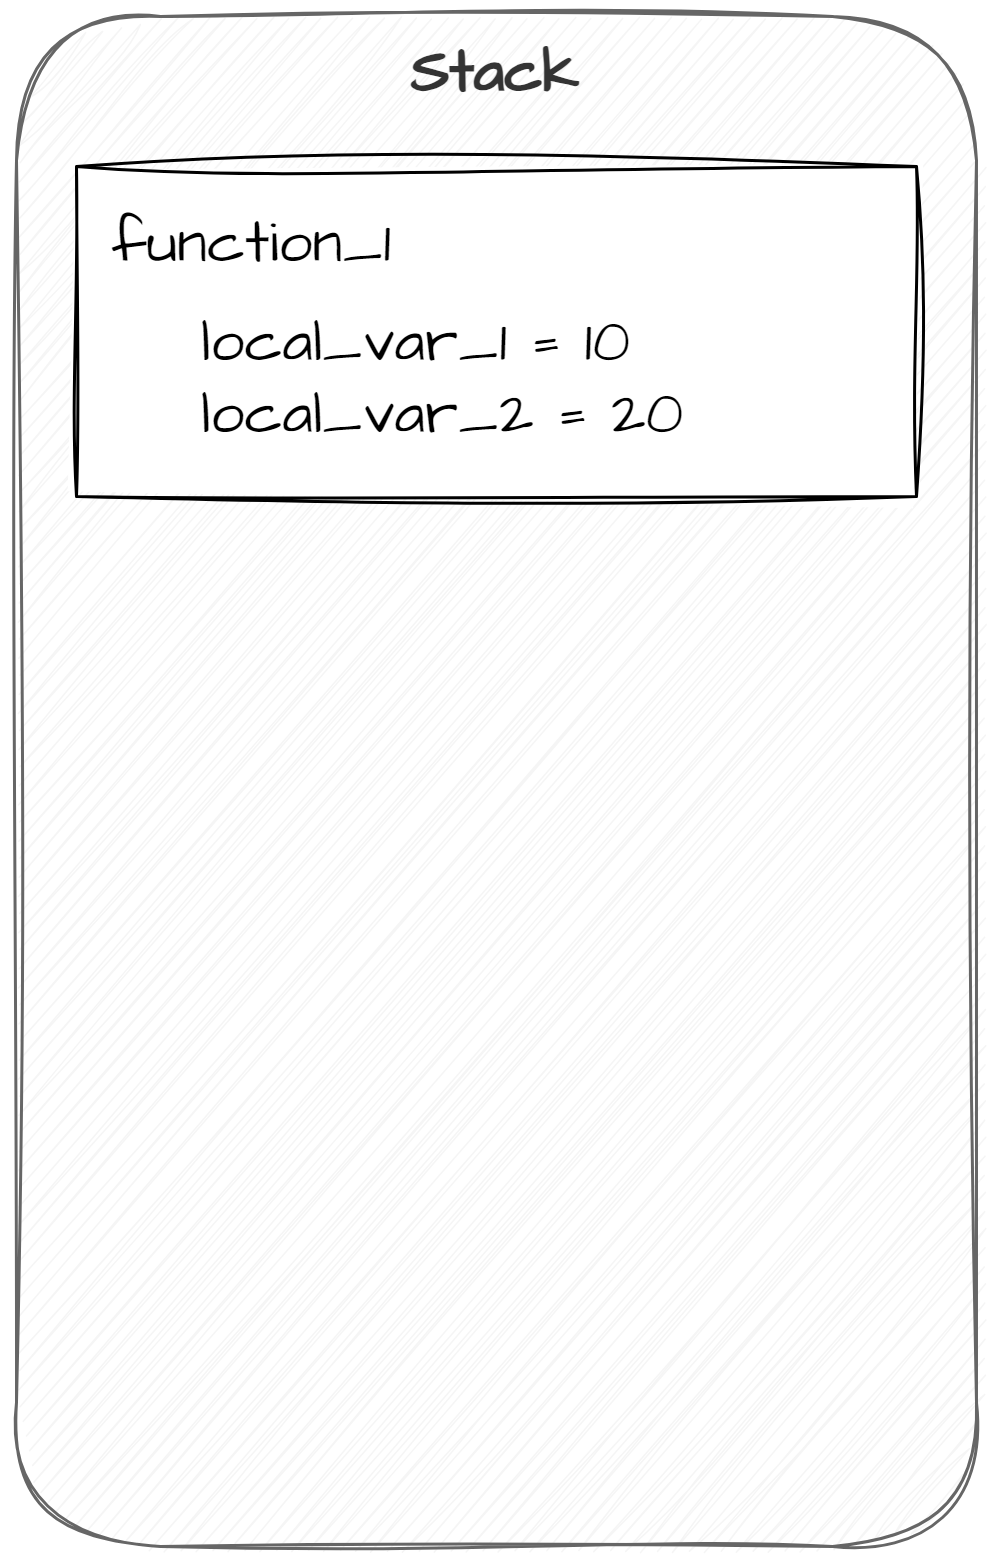 Stack
function_1
local_var_1 = 10
local_var_2 = 20